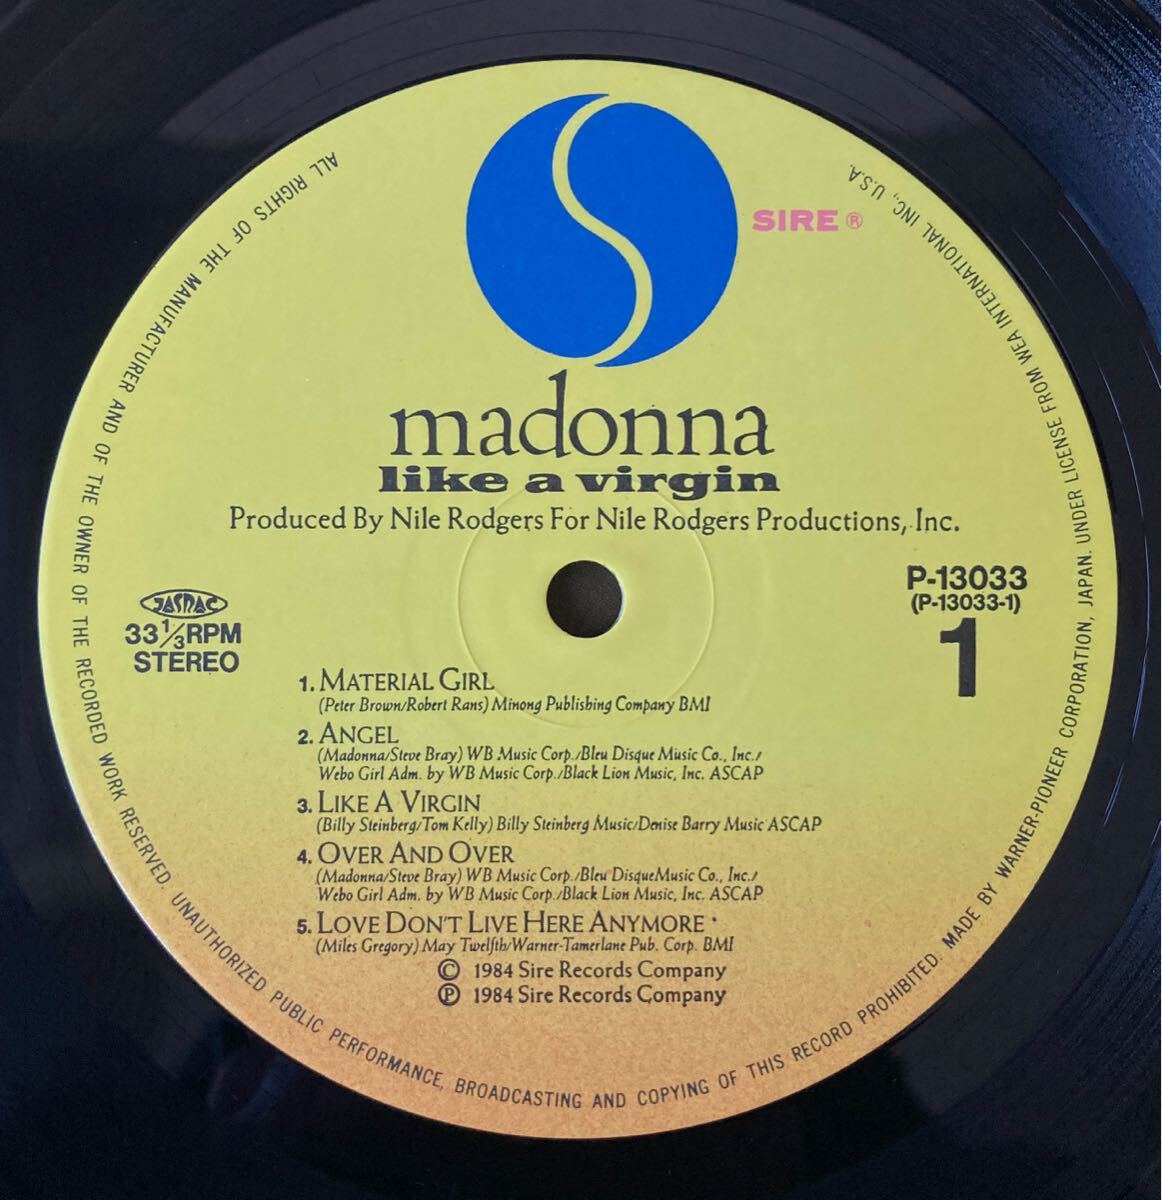 SIRE ®
madonna
like a virgin
Produced By Nile Rodgers For Nile Rodgers Productions, Inc.
P-13033
(P-13033-1)
1
JASRAC
33 1/3 RPM
STEREO
1. MATERIAL GIRL
(Peter Brown/Robert Rans) Minong Publishing Company BMI
2. ANGEL
(Madonna/Steve Bray) WB Music Corp./Bleu Disque Music Co., Inc./
Webo Girl Adm. by WB Music Corp./Black Lion Music, Inc. ASCAP
3. LIKE A VIRGIN
(Billy Steinberg/Tom Kelly) Billy Steinberg Music/Denise Barry Music ASCAP
4. OVER AND OVER
(Madonna/Steve Bray) WB Music Corp./Bleu DisqueMusic Co., Inc./
Webo Girl Adm. by WB Music Corp./Black Lion Music, Inc. ASCAP
5. LOVE DON'T LIVE HERE ANYMORE
(Miles Gregory) May Twelfth/Warner-Tamerlane Pub. Corp. BMI
© 1984 Sire Records Company
℗ 1984 Sire Records Company
ALL RIGHTS OF THE MANUFACTURER AND OF THE OWNER OF THE RECORDED WORK RESERVED. UNAUTHORIZED PUBLIC PERFORMANCE, BROADCASTING AND COPYING OF THIS RECORD PROHIBITED. MADE BY WARNER-PIONEER CORPORATION, JAPAN. UNDER LICENSE FROM WEA INTERNATIONAL INC., U.S.A.